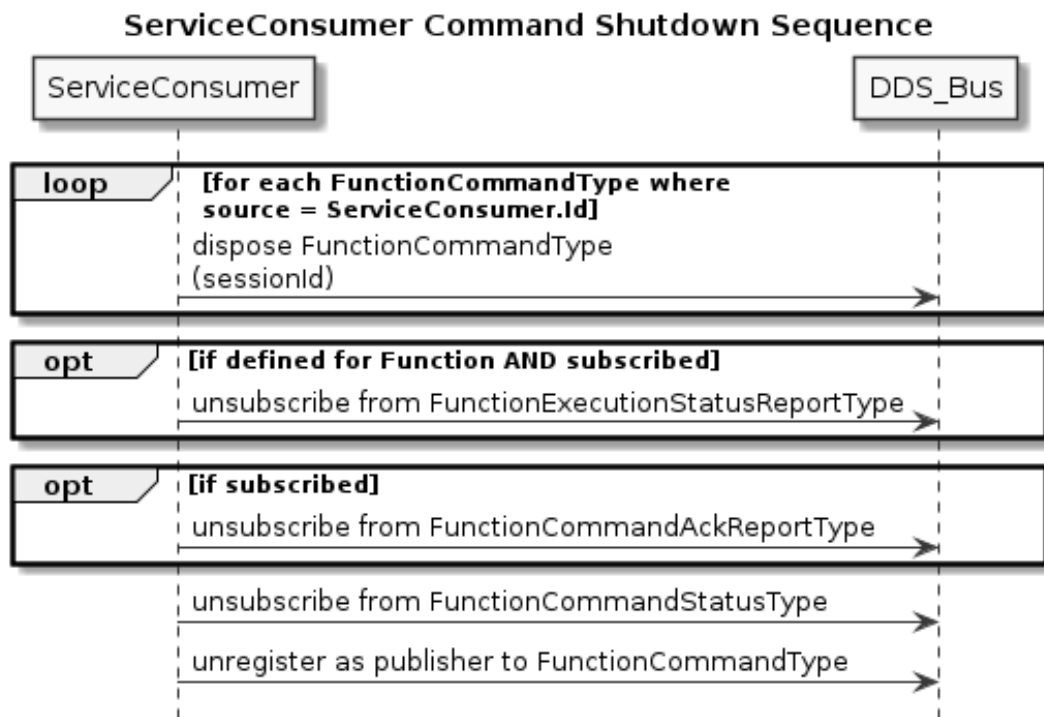 ServiceConsumer Command Shutdown Sequence
ServiceConsumer
DDS_Bus
loop
[for each FunctionCommandType where
source = ServiceConsumer.Id]
dispose FunctionCommandType
(sessionId)
opt
[if defined for Function AND subscribed]
unsubscribe from FunctionExecutionStatusReportType
opt
[if subscribed]
unsubscribe from FunctionCommandAckReportType
unsubscribe from FunctionCommandStatusType
unregister as publisher to FunctionCommandType